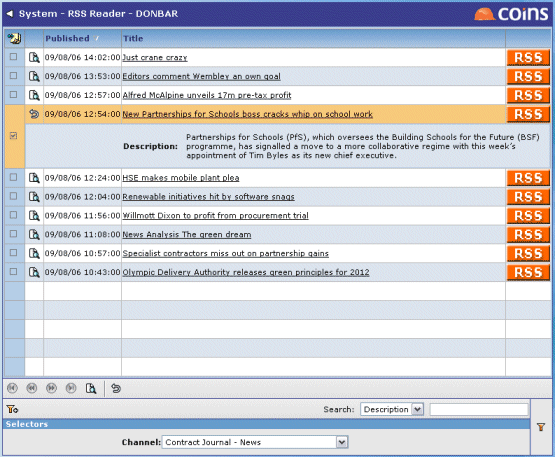 System - RSS Reader - DONBAR
coins
Published / Title
09/08/06 14:02:00 Just crane crazy RSS
09/08/06 13:53:00 Editors comment Wembley an own goal RSS
09/08/06 12:57:00 Alfred McAlpine unveils 17m pre-tax profit RSS
09/08/06 12:54:00 New Partnerships for Schools boss cracks whip on school work RSS
Description: Partnerships for Schools (PfS), which oversees the Building Schools for the Future (BSF)
programme, has signalled a move to a more collaborative regime with this week's
appointment of Tim Byles as its new chief executive.
09/08/06 12:24:00 HSE makes mobile plant plea RSS
09/08/06 12:04:00 Renewable initiatives hit by software snags RSS
09/08/06 11:56:00 Willmott Dixon to profit from procurement trial RSS
09/08/06 11:08:00 News Analysis The green dream RSS
09/08/06 10:57:00 Specialist contractors miss out on partnership gains RSS
09/08/06 10:43:00 Olympic Delivery Authority releases green principles for 2012 RSS
Search: Description
Selectors
Channel: Contract Journal - News